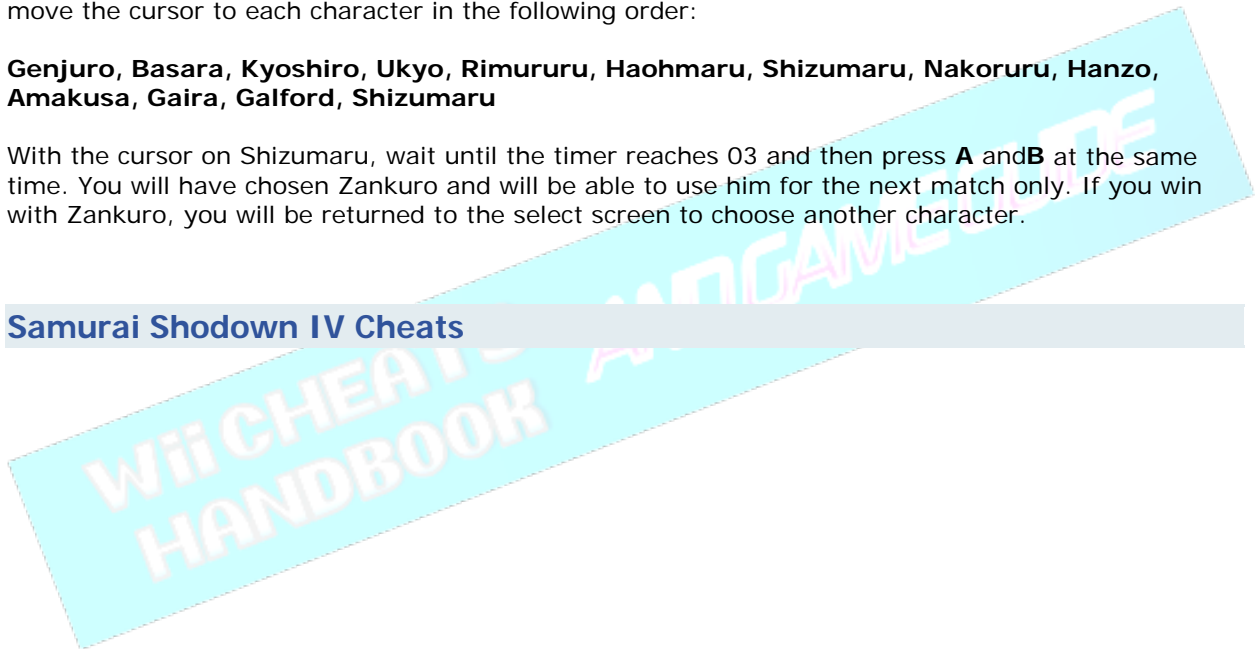 move the cursor to each character in the following order:
Genjuro, Basara, Kyoshiro, Ukyo, Rimururu, Haohmaru, Shizumaru, Nakoruru, Hanzo,
Amakusa, Gaira, Galford, Shizumaru
With the cursor on Shizumaru, wait until the timer reaches 03 and then press A andB at the same
time. You will have chosen Zankuro and will be able to use him for the next match only. If you win
with Zankuro, you will be returned to the select screen to choose another character.
Samurai Shodown IV Cheats
Wii CHEATS
HANDBOOK
AND GAME GUIDE